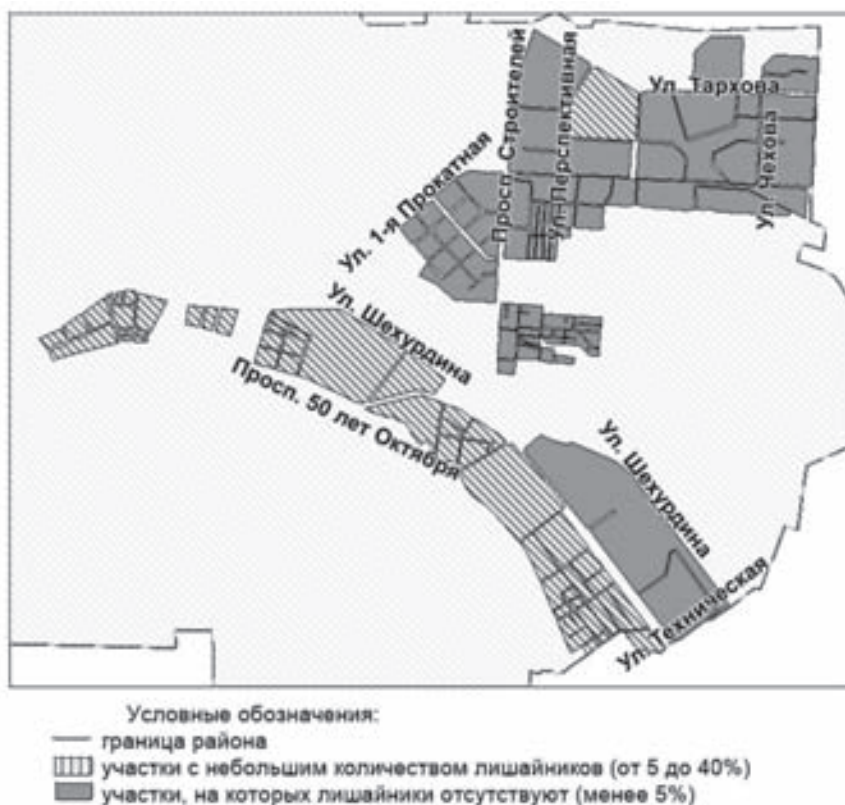 Ул. Тархова
Просп. Строителей
Ул. Перспективная
Ул. Чехова
Ул. 1-я Прокатная
Ул. Шехурдина
Просп. 50 лет Октября
Ул. Шехурдина
Ул. Техническая
Условные обозначения:
граница района
участки с небольшим количеством лишайников (от 5 до 40%)
участки, на которых лишайники отсутствуют (менее 5%)